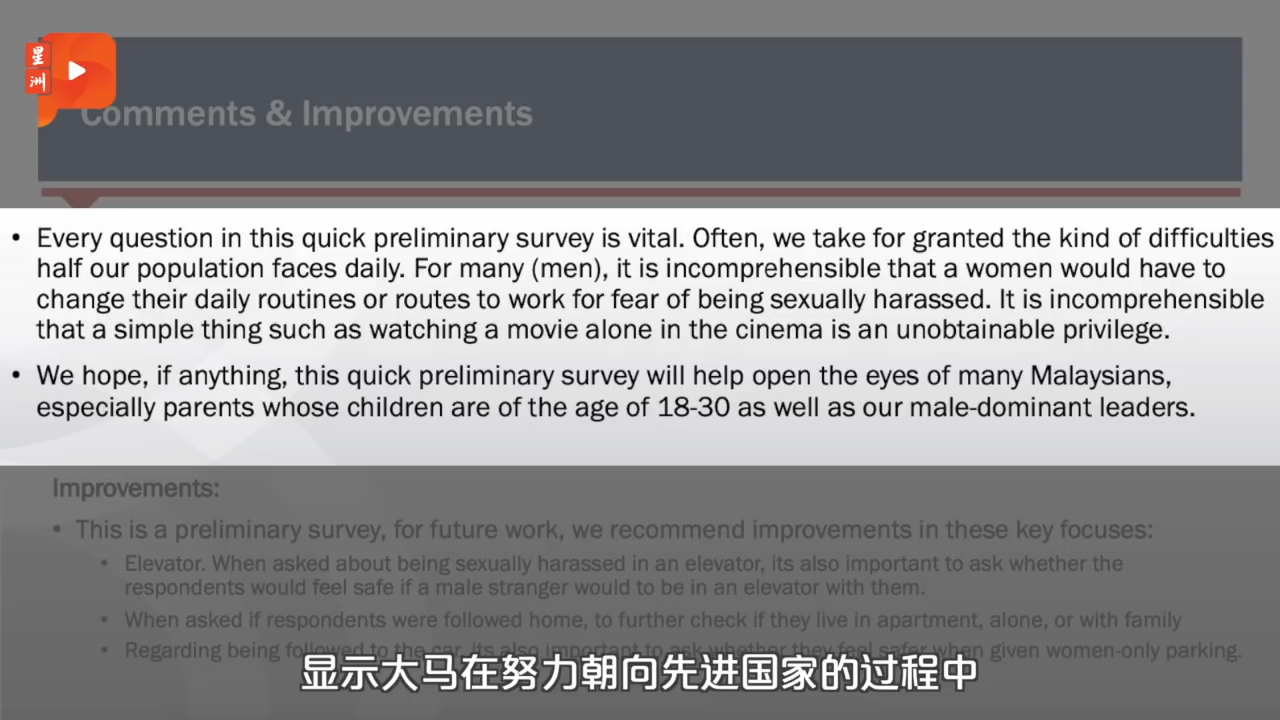 星洲
Comments & Improvements
• Every question in this quick preliminary survey is vital. Often, we take for granted the kind of difficulties
half our population faces daily. For many (men), it is incomprehensible that a women would have to
change their daily routines or routes to work for fear of being sexually harassed. It is incomprehensible
that a simple thing such as watching a movie alone in the cinema is an unobtainable privilege.
• We hope, if anything, this quick preliminary survey will help open the eyes of many Malaysians,
especially parents whose children are of the age of 18-30 as well as our male-dominant leaders.
Improvements:
• This is a preliminary survey, for future work, we recommend improvements in these key focuses:
• Elevator. When asked about being sexually harassed in an elevator, its also important to ask whether the
respondents would feel safe if a male stranger would to be in an elevator with them.
• When asked if respondents were followed home, to further check if they live in apartment, alone, or with family
• Regarding being followed to the car, its also important to ask whether they feel safer when given women-only parking.
显示大马在努力朝向先进国家的过程中